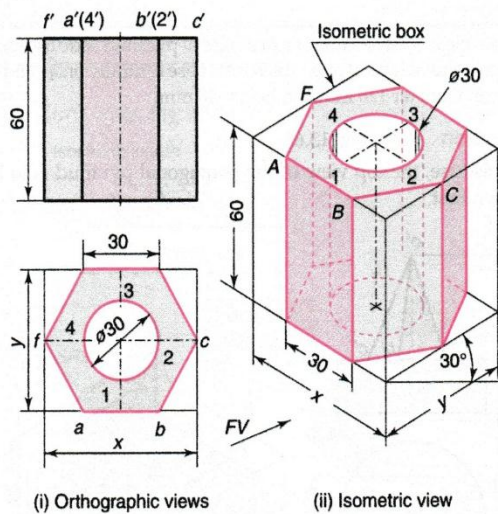 f' a'(4') b'(2') c'
60
30
y
f
4
3
ø30
2
1
c
a
b
x
(i) Orthographic views
Isometric box
ø30
F
4
3
A
1
2
B
C
60
x
30
x
y
30°
FV
(ii) Isometric view